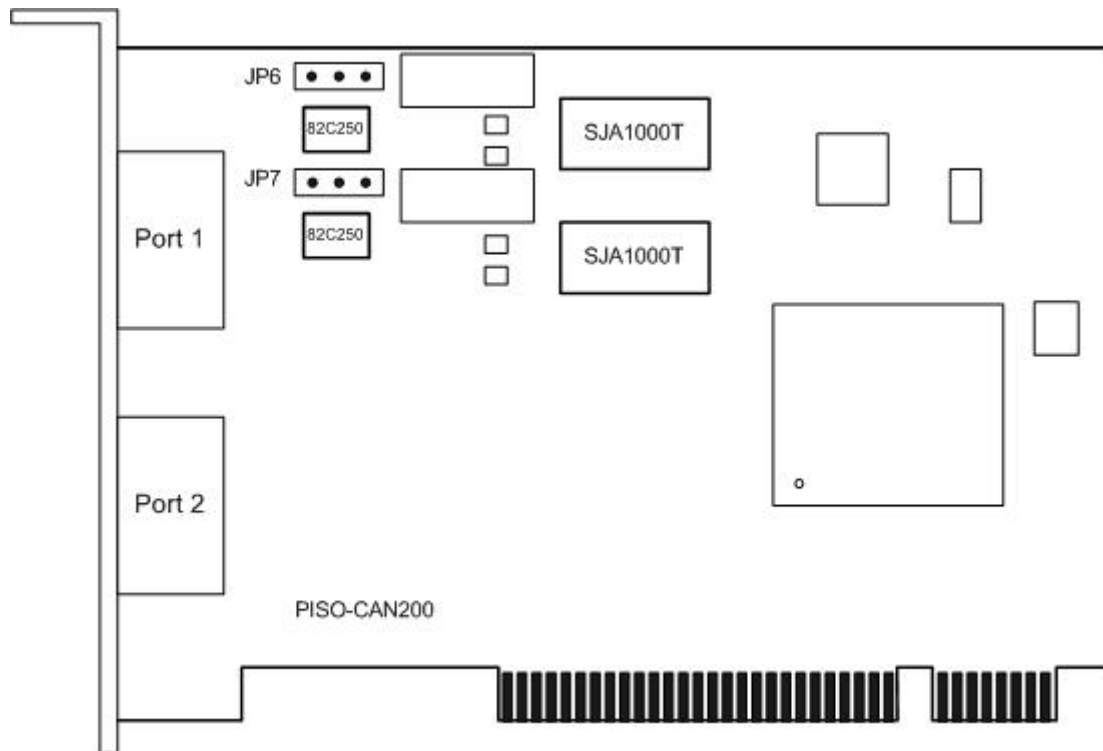 JP6
82C250
SJA1000T
JP7
Port 1
82C250
SJA1000T
Port 2
PISO-CAN200